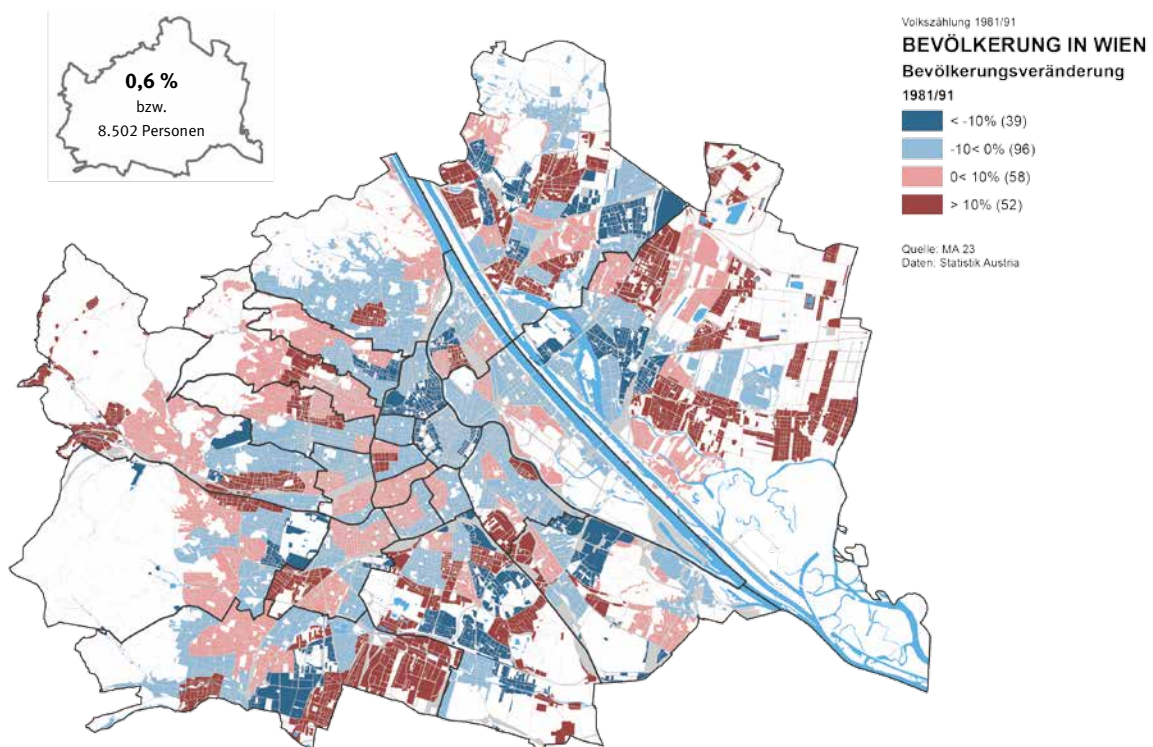 0,6 %
bzw.
8.502 Personen
Volkszählung 1981/91
BEVÖLKERUNG IN WIEN
Bevölkerungsveränderung
1981/91
< -10% (39)
-10< 0% (96)
0< 10% (58)
> 10% (52)
Quelle: MA 23
Daten: Statistik Austria